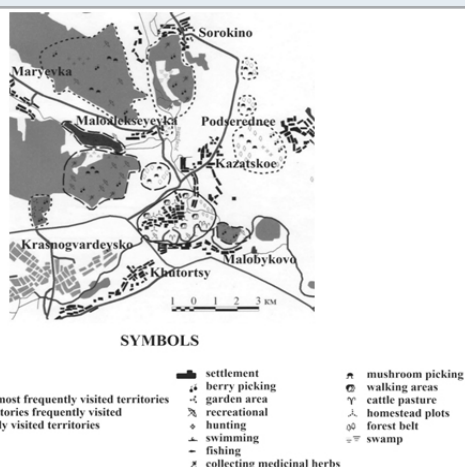 Sorokino
Maryevka
Maloalekseyevka
Podserednee
Kazatskoe
Krasnogvardeysko
Malobykovo
Khutortsy
1 0 1 2 3 км
SYMBOLS
most frequently visited territories
tories frequently visited
ly visited territories
settlement
berry picking
garden area
recreational
hunting
swimming
fishing
collecting medicinal herbs
mushroom picking
walking areas
cattle pasture
homestead plots
forest belt
swamp